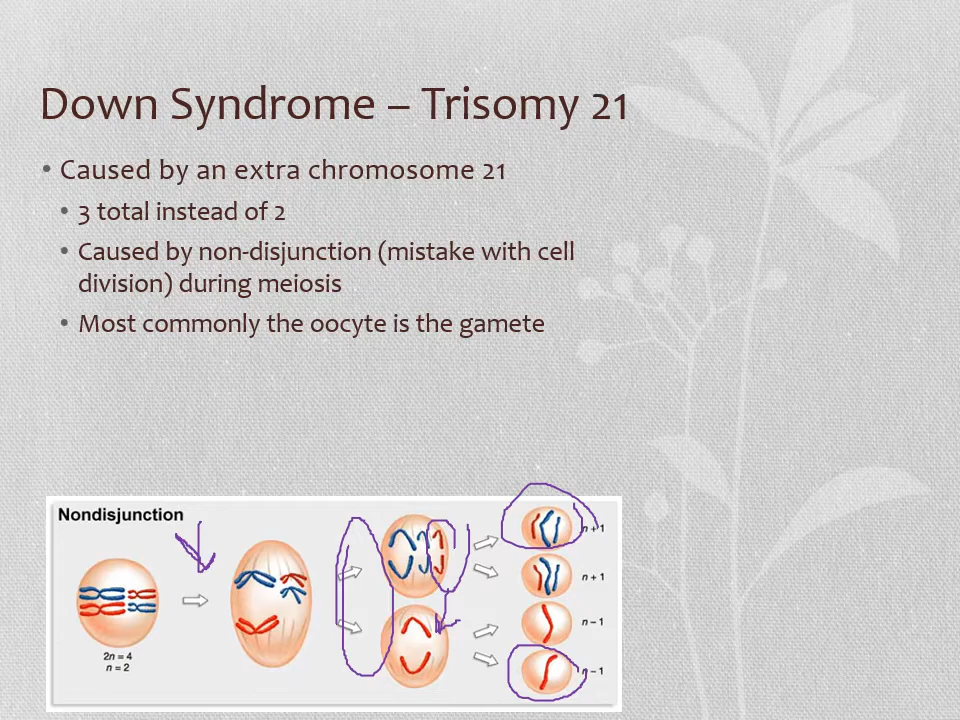 Down Syndrome – Trisomy 21
• Caused by an extra chromosome 21
• 3 total instead of 2
• Caused by non-disjunction (mistake with cell
division) during meiosis
• Most commonly the oocyte is the gamete
Nondisjunction
n + 1
n + 1
n – 1
n – 1
2n = 4
n = 2